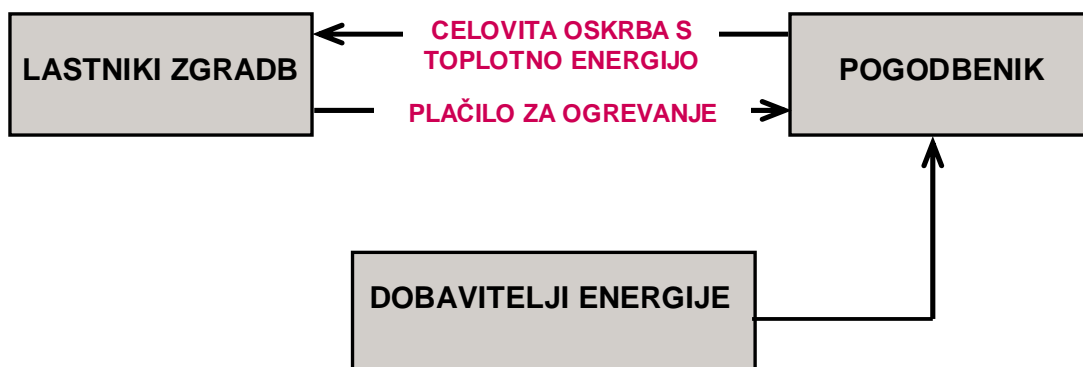 LASTNIKI ZGRADB
CELOVITA OSKRBA S
TOPLOTNO ENERGIJO
PLAČILO ZA OGREVANJE
POGODBENIK
DOBAVITELJI ENERGIJE